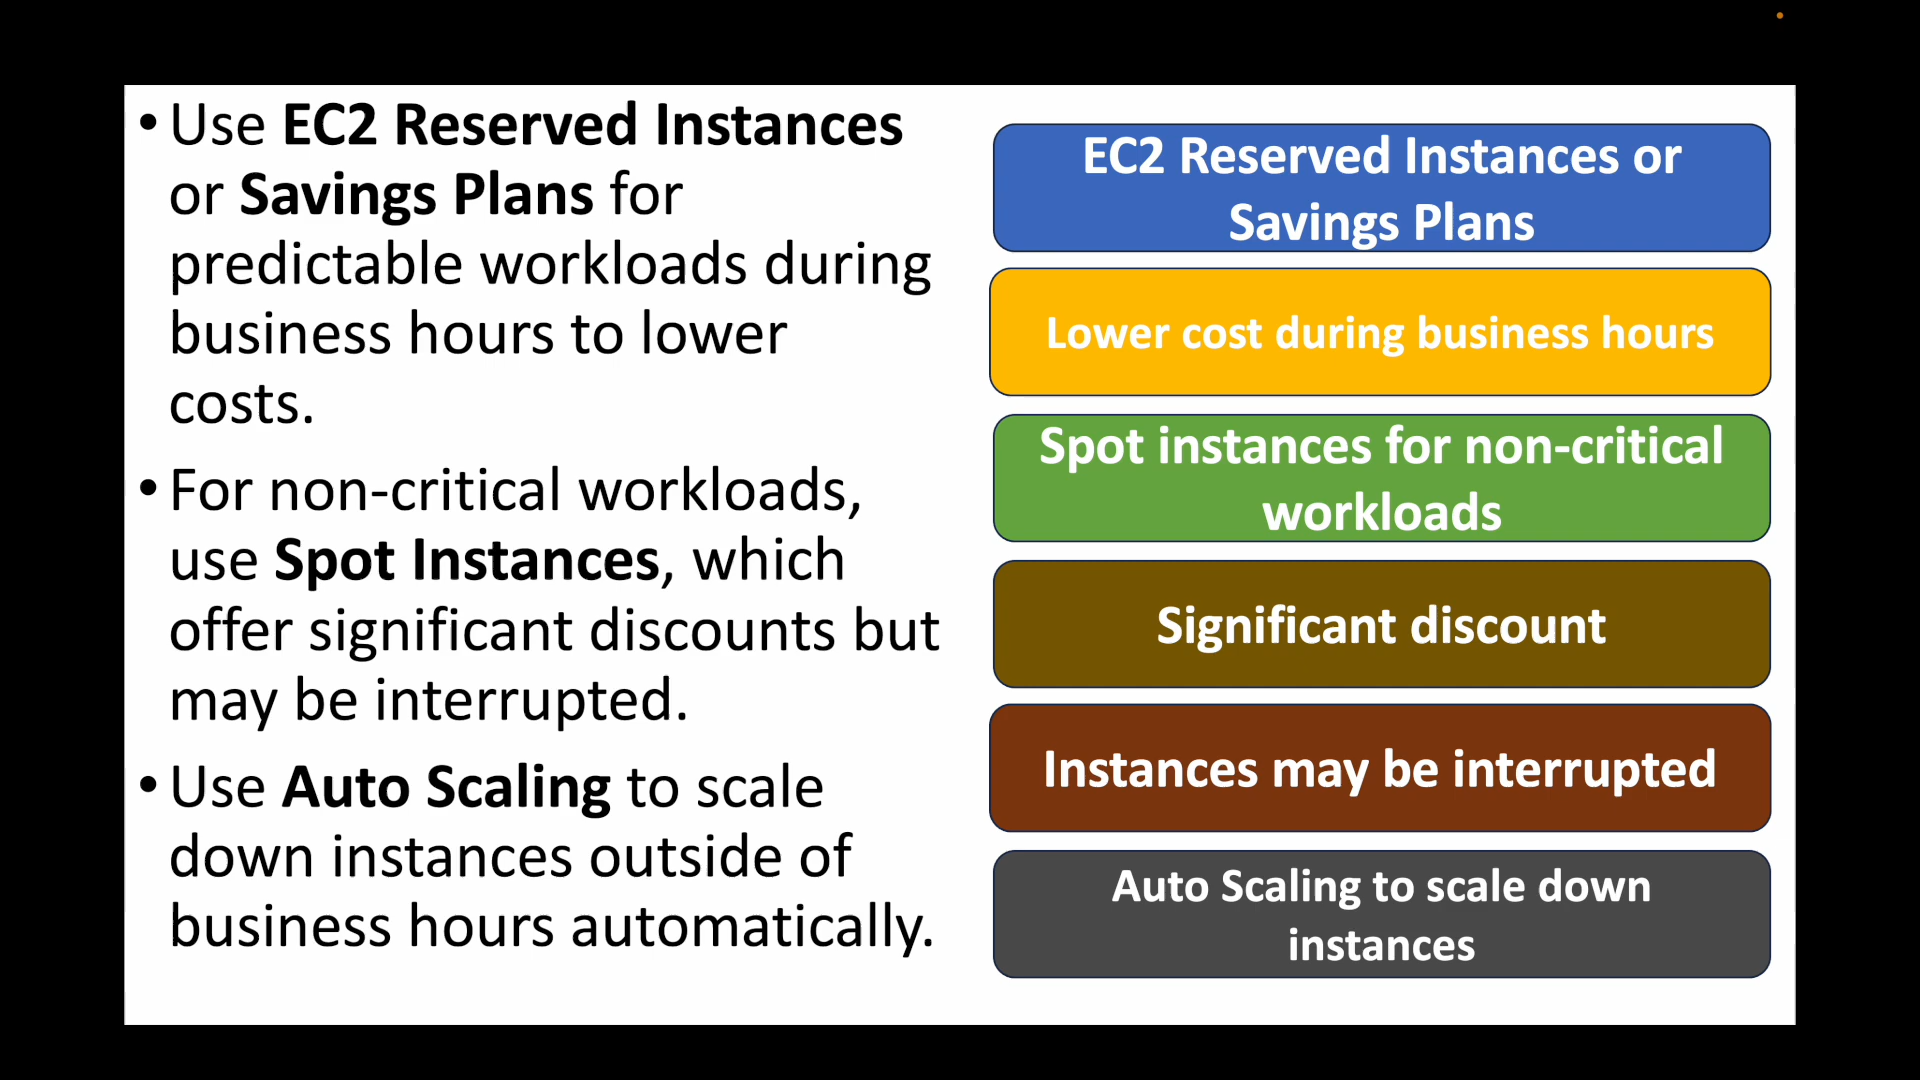 • Use EC2 Reserved Instances
or Savings Plans for
predictable workloads during
business hours to lower
costs.
• For non-critical workloads,
use Spot Instances, which
offer significant discounts but
may be interrupted.
• Use Auto Scaling to scale
down instances outside of
business hours automatically.
EC2 Reserved Instances or
Savings Plans
Lower cost during business hours
Spot instances for non-critical
workloads
Significant discount
Instances may be interrupted
Auto Scaling to scale down
instances